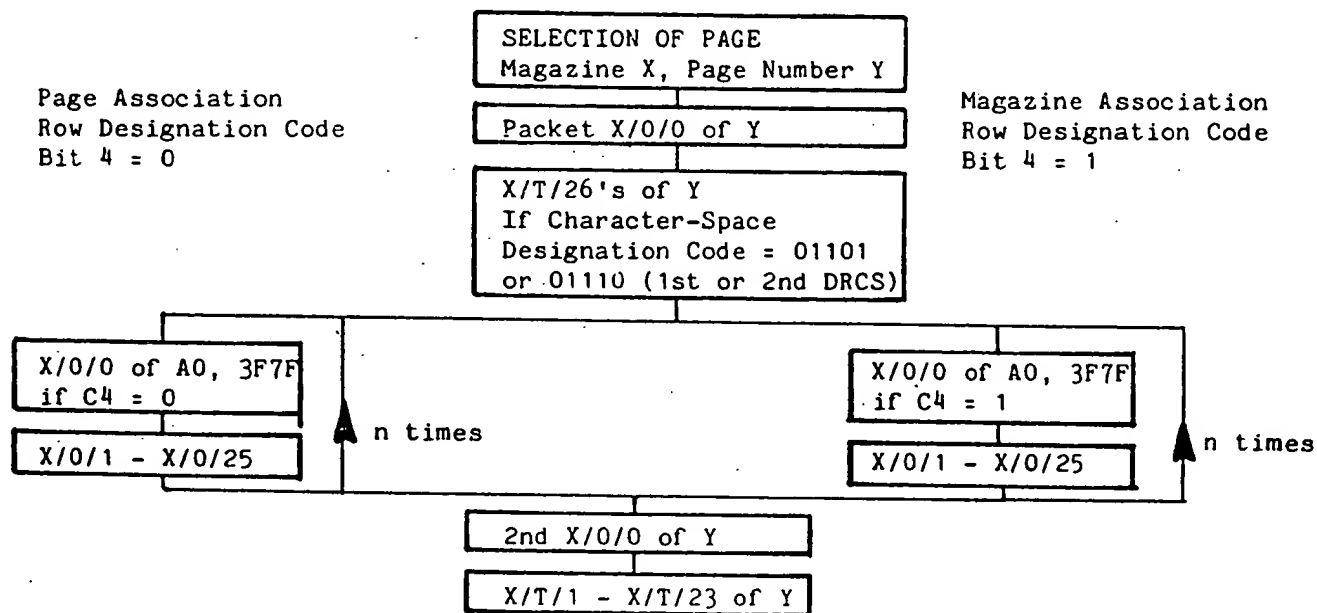 SELECTION OF PAGE
Magazine X, Page Number Y
Page Association
Row Designation Code
Bit 4 = 0
Magazine Association
Row Designation Code
Bit 4 = 1
Packet X/0/0 of Y
X/T/26's of Y
If Character-Space
Designation Code = 01101
or 01110 (1st or 2nd DRCS)
X/0/0 of A0, 3F7F
if C4 = 0
n times
X/0/1 - X/0/25
X/0/0 of A0, 3F7F
if C4 = 1
n times
X/0/1 - X/0/25
2nd X/0/0 of Y
X/T/1 - X/T/23 of Y